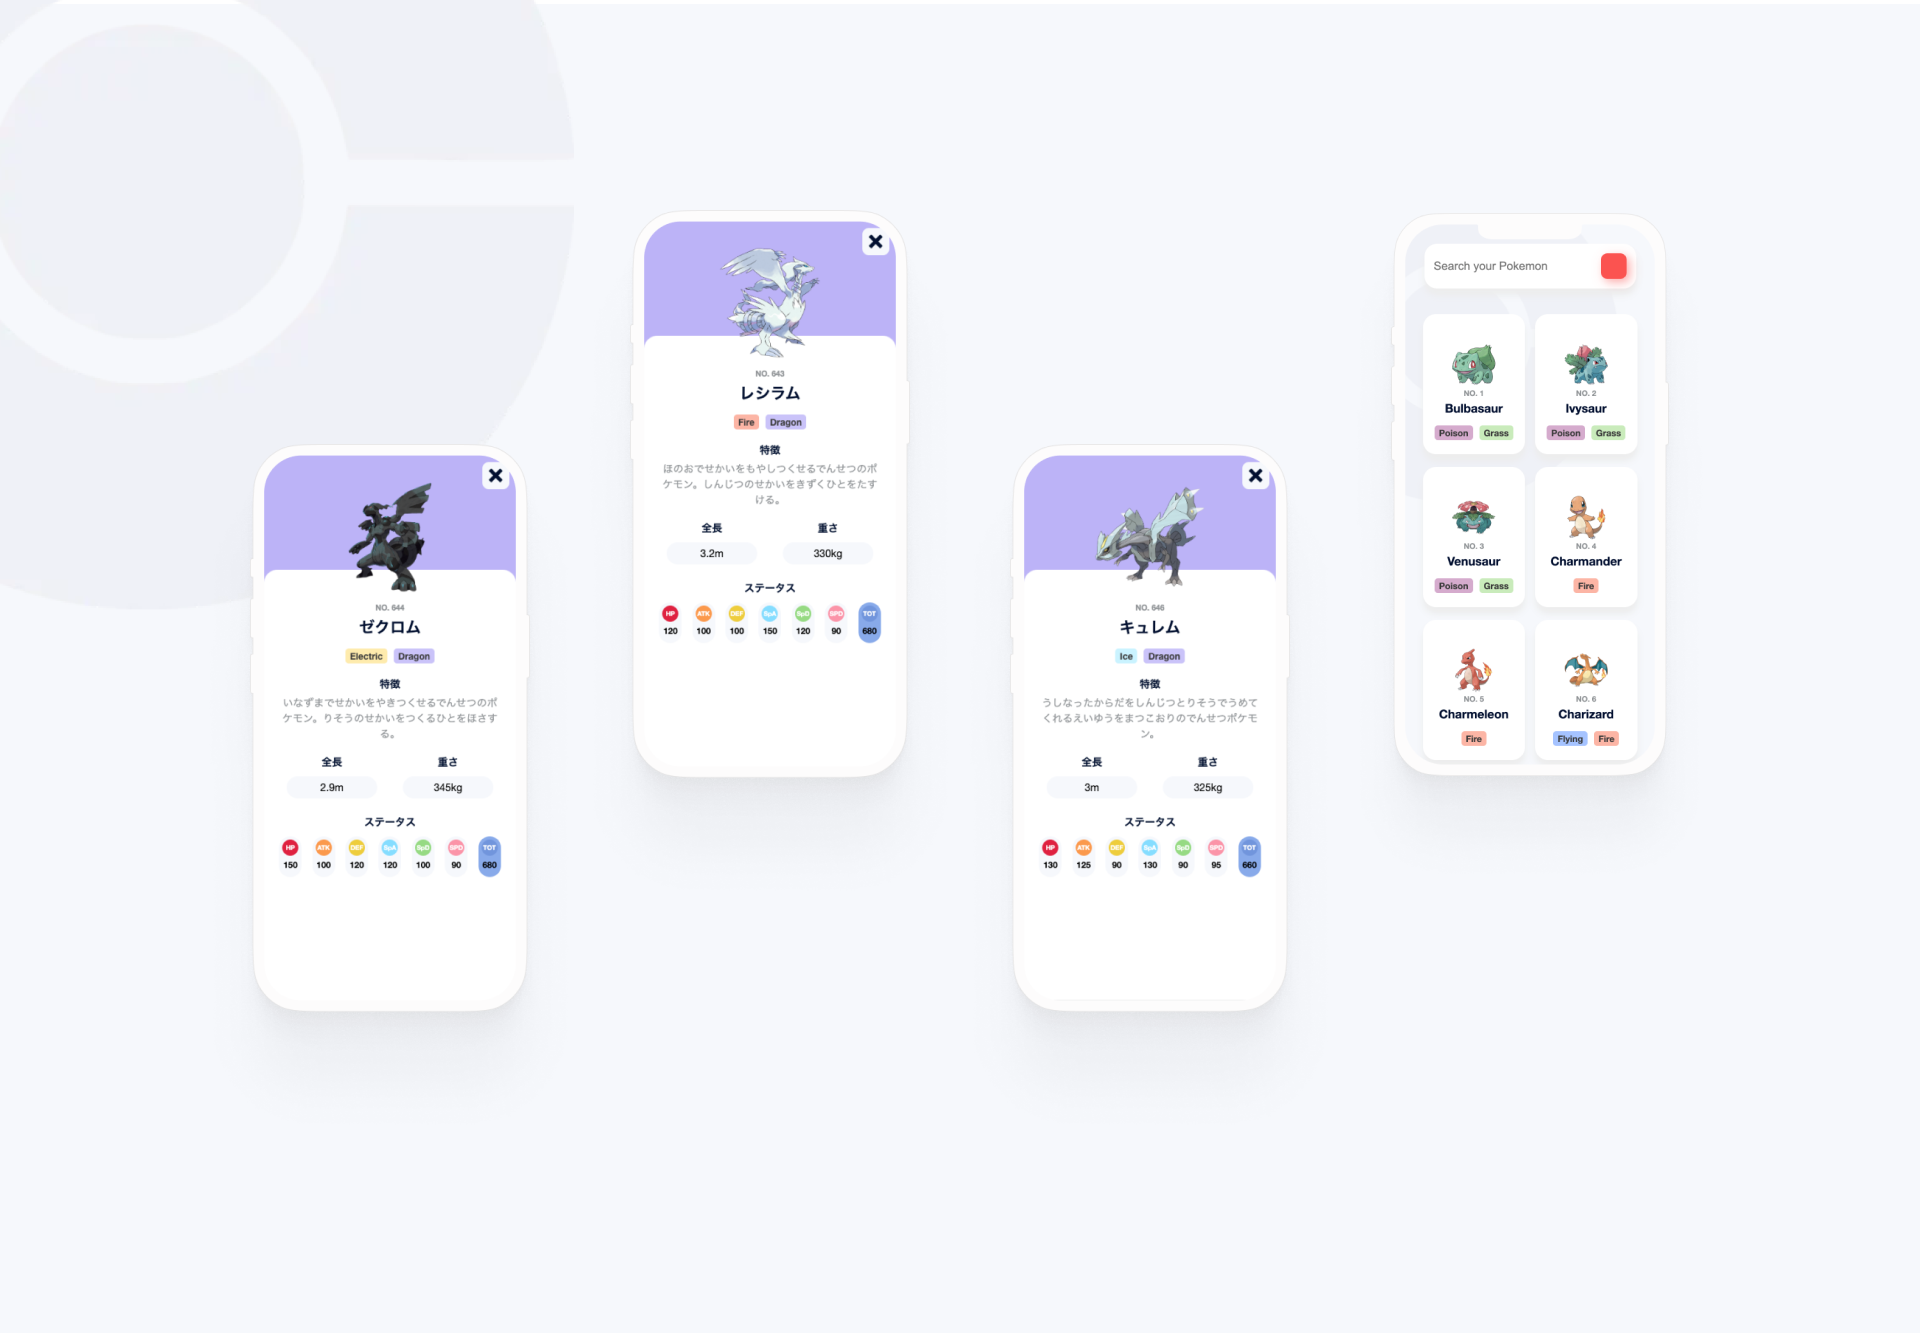 NO. 644
ゼクロム
Electric Dragon
特徴
いなずまでせかいをやきつくせるでんせつのポ
ケモン。りそうのせかいをつくるひとをほさす
る。
全長 重さ
2.9m 345kg
ステータス
HP ATK DEF SpA SpD SPD TOT
150 100 120 120 100 90 680
NO. 643
レシラム
Fire Dragon
特徴
ほのおでせかいをもやしつくせるでんせつのポ
ケモン。しんじつのせかいをきずくひとをたす
ける。
全長 重さ
3.2m 330kg
ステータス
HP ATK DEF SpA SpD SPD TOT
120 100 100 150 120 90 680
NO. 646
キュレム
Ice Dragon
特徴
うしなったからだをしんじつとりそうでうめて
くれるえいゆうをまつこおりのでんせつポケモ
ン。
全長 重さ
3m 325kg
ステータス
HP ATK DEF SpA SpD SPD TOT
130 125 90 130 90 95 660
Search your Pokemon
NO. 1 NO. 2
Bulbasaur Ivysaur
Poison Grass Poison Grass
NO. 3 NO. 4
Venusaur Charmander
Poison Grass Fire
NO. 5 NO. 6
Charmeleon Charizard
Fire Flying Fire